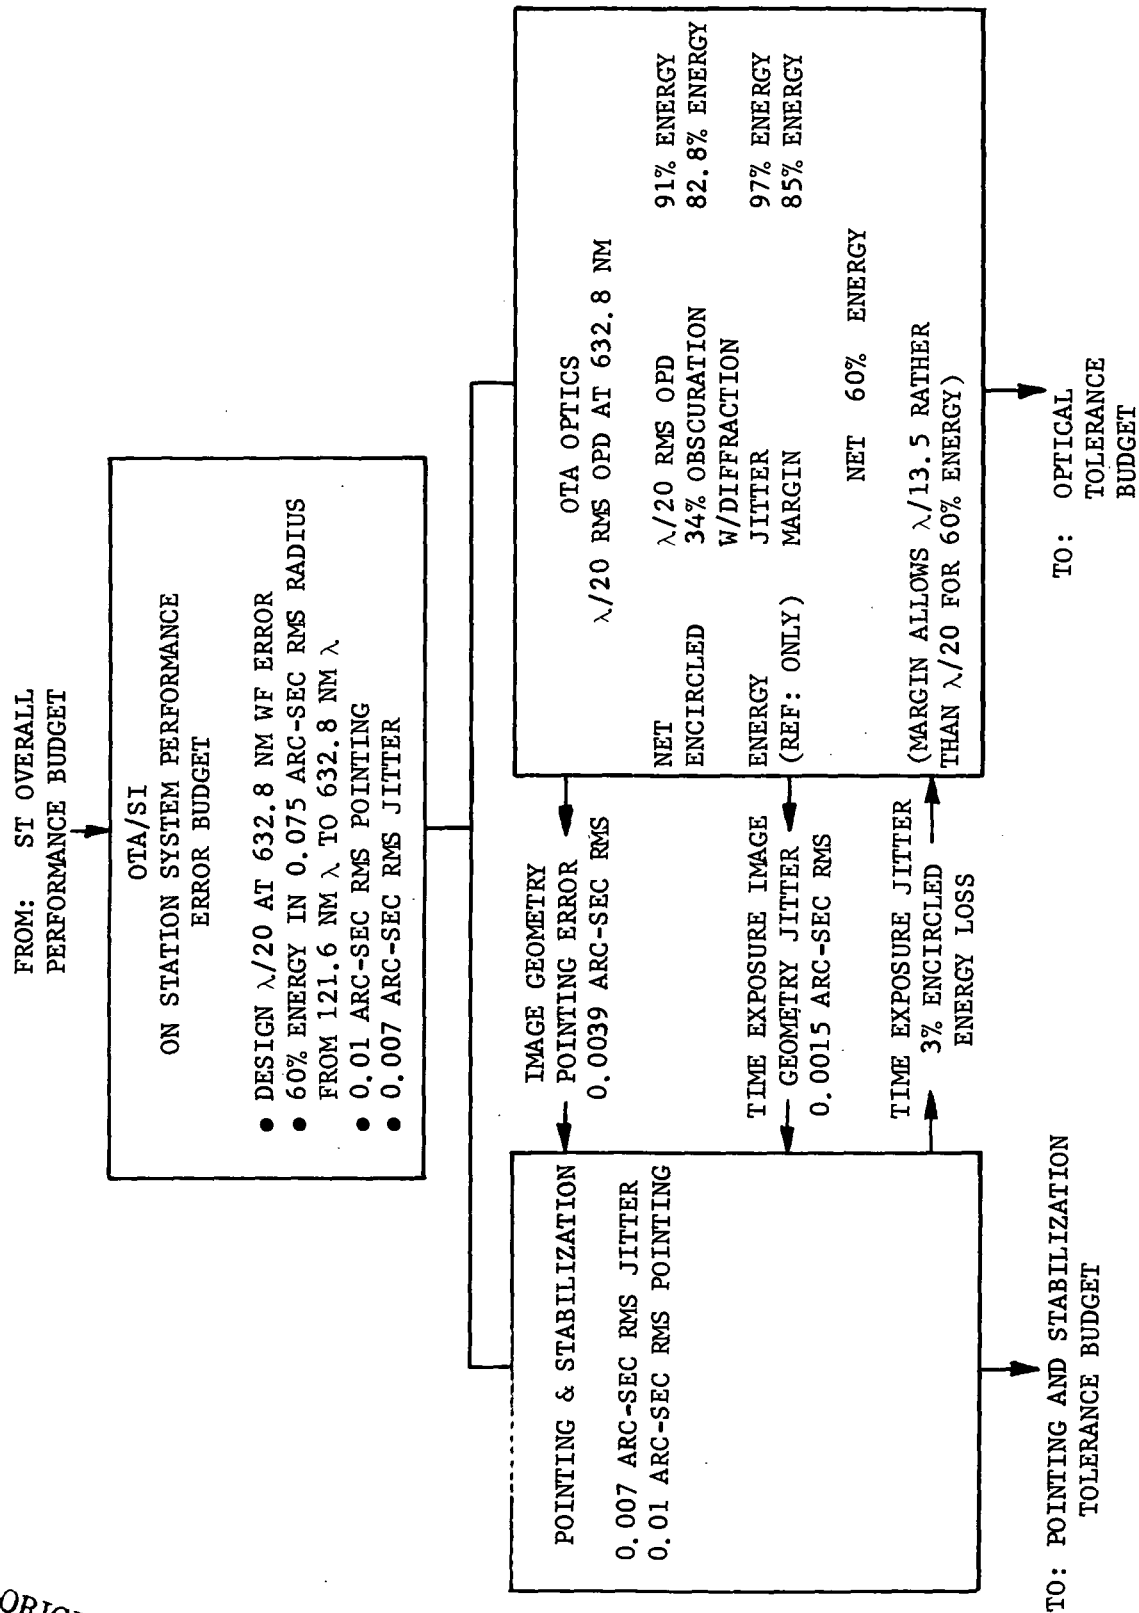 FROM: ST OVERALL
PERFORMANCE BUDGET
OTA/SI
ON STATION SYSTEM PERFORMANCE
ERROR BUDGET
● DESIGN λ/20 AT 632.8 NM WF ERROR
● 60% ENERGY IN 0.075 ARC-SEC RMS RADIUS
FROM 121.6 NM λ TO 632.8 NM λ
● 0.01 ARC-SEC RMS POINTING
● 0.007 ARC-SEC RMS JITTER
POINTING & STABILIZATION
0.007 ARC-SEC RMS JITTER
0.01 ARC-SEC RMS POINTING
TO: POINTING AND STABILIZATION
TOLERANCE BUDGET
IMAGE GEOMETRY
POINTING ERROR
0.0039 ARC-SEC RMS
TIME EXPOSURE IMAGE
GEOMETRY JITTER
0.0015 ARC-SEC RMS
TIME EXPOSURE JITTER
3% ENCIRCLED
ENERGY LOSS
OTA OPTICS
λ/20 RMS OPD AT 632.8 NM
NET λ/20 RMS OPD 91% ENERGY
ENCIRCLED 34% OBSCURATION 82.8% ENERGY
W/DIFFRACTION
ENERGY JITTER 97% ENERGY
(REF: ONLY) MARGIN 85% ENERGY
NET 60% ENERGY
(MARGIN ALLOWS λ/13.5 RATHER
THAN λ/20 FOR 60% ENERGY)
TO: OPTICAL
TOLERANCE
BUDGET